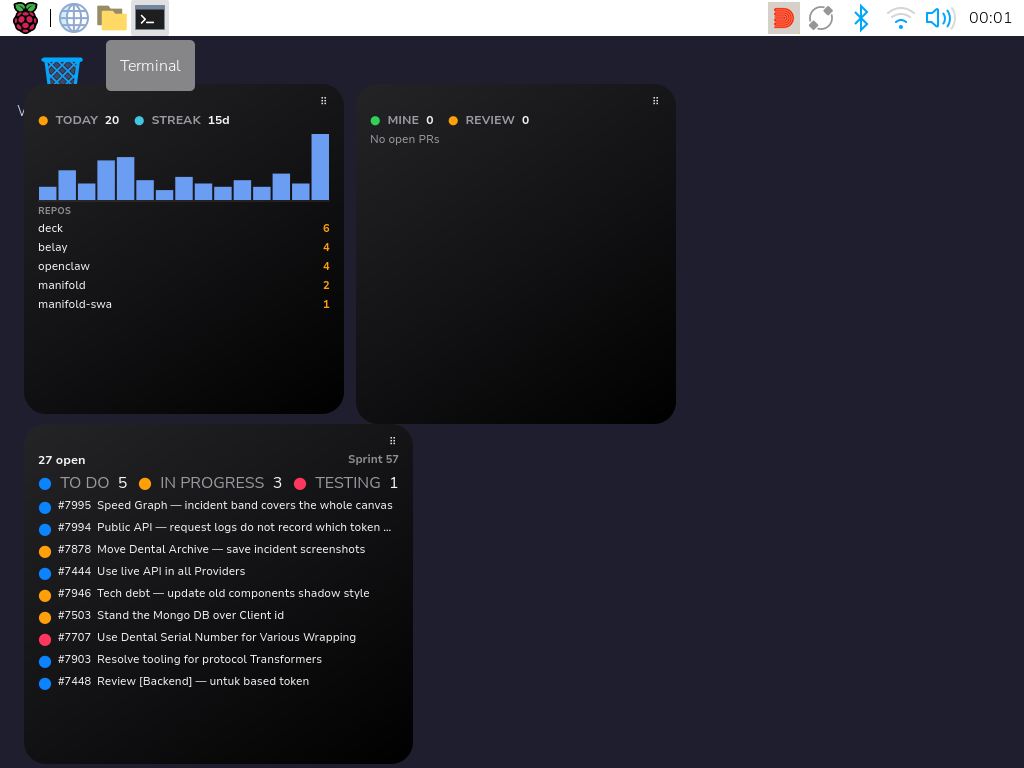 00:01
Terminal
TODAY 20 STREAK 15d
REPOS
deck 6
belay 4
openclaw 4
manifold 2
manifold-swa 1
MINE 0 REVIEW 0
No open PRs
27 open Sprint 57
TO DO 5 IN PROGRESS 3 TESTING 1
#7995 Speed Graph — incident band covers the whole canvas
#7994 Public API — request logs do not record which token ...
#7878 Move Dental Archive — save incident screenshots
#7444 Use live API in all Providers
#7946 Tech debt — update old components shadow style
#7503 Stand the Mongo DB over Client id
#7707 Use Dental Serial Number for Various Wrapping
#7903 Resolve tooling for protocol Transformers
#7448 Review [Backend] — untuk based token